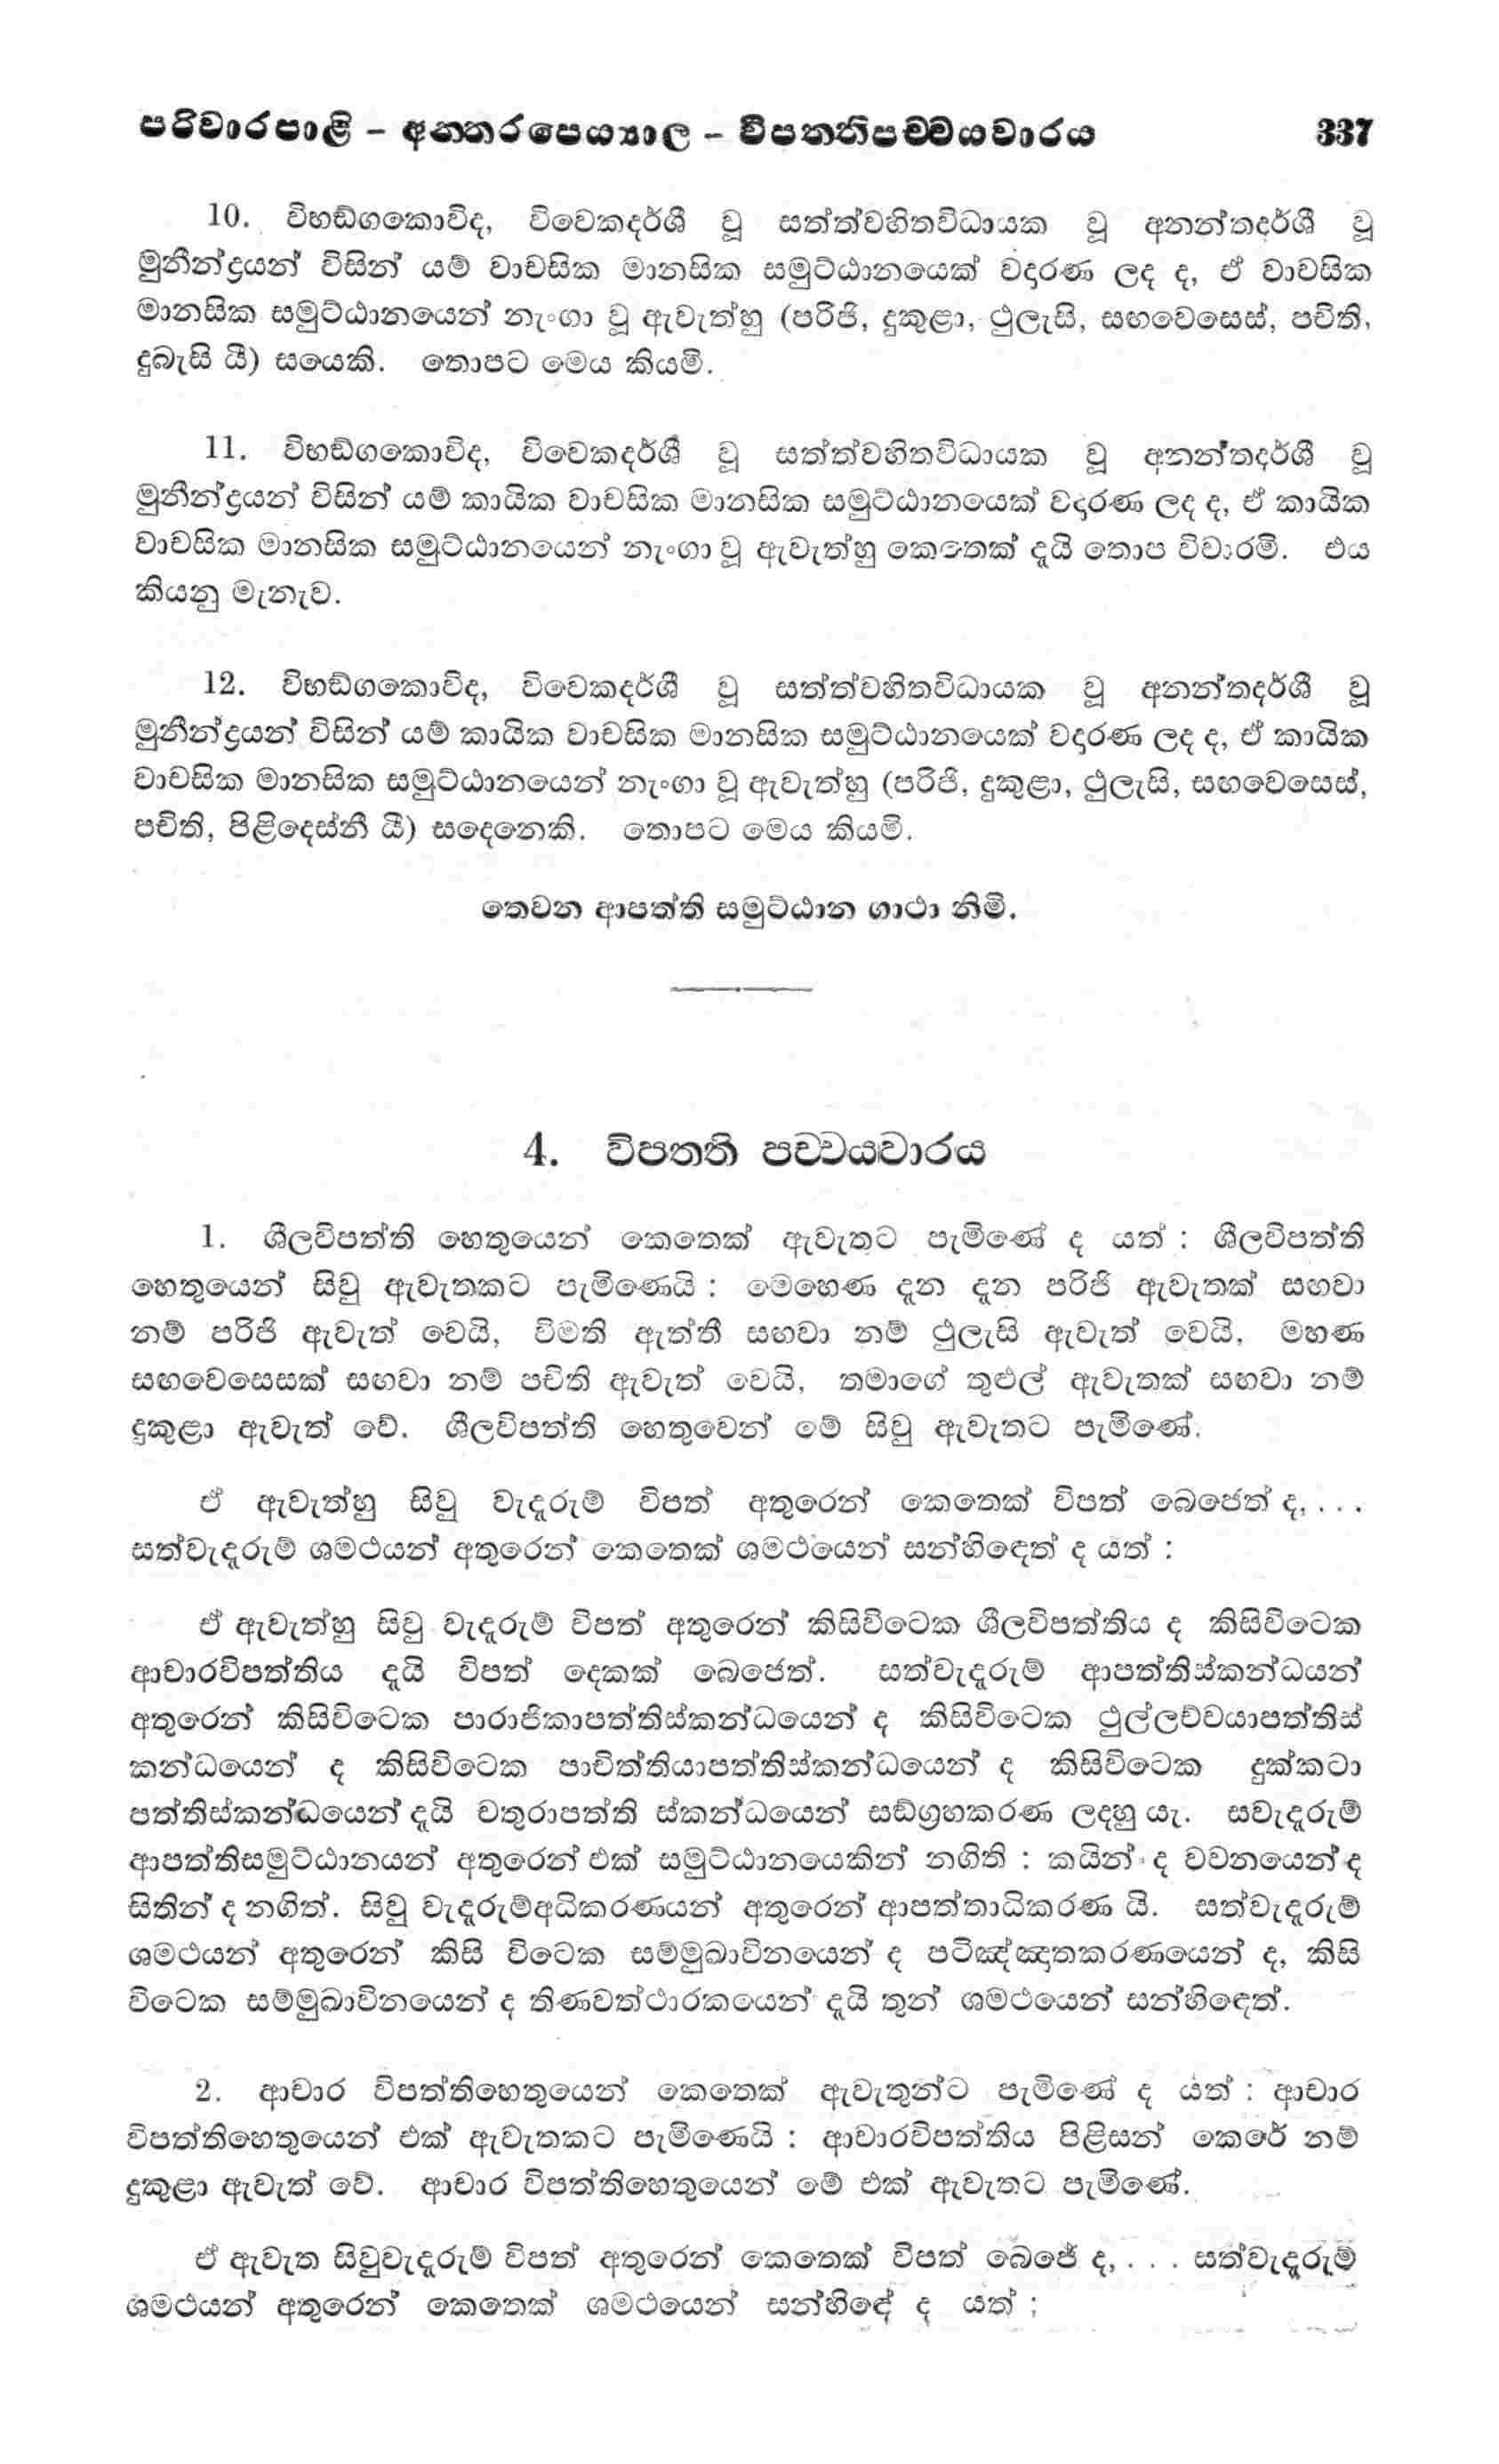 පරිවාරපාළි – අන්තරපෙය්‍යාල – විපත්තිපච්චයවාරය 337
10. විභඞ්ගකොවිද, විවෙකදර්ශී වූ සත්ත්වහිතවිධායක වූ අනන්තදර්ශී වූ
මුනීන්ද්‍රයන් විසින් යම් වාචසික මානසික සමුට්ඨානයෙක් වදාරණ ලද ද, ඒ වාචසික
මානසික සමුට්ඨානයෙන් නැංගා වූ ඇවැත්හු (පරිජි, දුකුළා, ථුලැසි, සඟවෙසෙස්, පචිති,
දුබැසි යී) සයෙකි. තොපට මෙය කියමි.
11. විභඞ්ගකොවිද, විවෙකදර්ශී වූ සත්ත්වහිතවිධායක වූ අනන්තදර්ශී වූ
මුනීන්ද්‍රයන් විසින් යම් කායික වාචසික මානසික සමුට්ඨානයෙක් වදාරණ ලද ද, ඒ කායික
වාචසික මානසික සමුට්ඨානයෙන් නැංගා වූ ඇවැත්හු කෙතෙක් දැයි තොප විචාරමි. එය
කියනු මැනැව.
12. විභඞ්ගකොවිද, විවෙකදර්ශී වූ සත්ත්වහිතවිධායක වූ අනන්තදර්ශී වූ
මුනීන්ද්‍රයන් විසින් යම් කායික වාචසික මානසික සමුට්ඨානයෙක් වදාරණ ලද ද, ඒ කායික
වාචසික මානසික සමුට්ඨානයෙන් නැංගා වූ ඇවැත්හු (පරිජි, දුකුළා, ථුලැසි, සඟවෙසෙස්,
පචිති, පිළිදෙස්නී යී) සදෙනෙකි. තොපට මෙය කියමි.
තෙවන ආපත්ති සමුට්ඨාන ගාථා නිමි.
4. විපත්ති පච්චයවාරය
1. ශීලවිපත්ති හෙතුයෙන් කෙතෙක් ඇවැතට පැමිණේ ද යත් : ශීලවිපත්ති
හෙතුයෙන් සිවු ඇවැතකට පැමිණෙයි : මෙහෙණ දැන දැන පරිජි ඇවැතක් සඟවා
නම් පරිජි ඇවැත් වෙයි, විමති ඇත්තී සඟවා නම් ථුලැසි ඇවැත් වෙයි, මහණ
සඟවෙසෙසක් සඟවා නම් පචිති ඇවැත් වෙයි, තමාගේ තුළුල් ඇවැතක් සඟවා නම්
දුකුළා ඇවැත් වේ. ශීලවිපත්ති හෙතුවෙන් මේ සිවු ඇවැතට පැමිණේ.
ඒ ඇවැත්හු සිවු වැදෑරුම් විපත් අතුරෙන් කෙතෙක් විපත් බෙජෙත් ද, . . .
සත්වැදෑරුම් ශමථයන් අතුරෙන් කෙතෙක් ශමථයෙන් සන්හිඳෙත් ද යත් :
ඒ ඇවැත්හු සිවු වැදෑරුම් විපත් අතුරෙන් කිසිවිටෙක ශීලවිපත්තිය ද කිසිවිටෙක
ආචාරවිපත්තිය දැයි විපත් දෙකක් බෙජෙත්. සත්වැදෑරුම් ආපත්තිස්කන්ධයන්
අතුරෙන් කිසිවිටෙක පාරාජිකාපත්තිස්කන්ධයෙන් ද කිසිවිටෙක ථුල්ලච්චයාපත්තිස්
කන්ධයෙන් ද කිසිවිටෙක පාචිත්තියාපත්තිස්කන්ධයෙන් ද කිසිවිටෙක දුක්කටා
පත්තිස්කන්ධයෙන් දැයි චතුරාපත්ති ස්කන්ධයෙන් සඞ්ග්‍රහකරණ ලදහු යැ. සවැදෑරුම්
ආපත්තිසමුට්ඨානයන් අතුරෙන් එක් සමුට්ඨානයෙකින් නගිති : කයින් ද වචනයෙන් ද
සිතින් ද නගිත්. සිවු වැදෑරුම්අධිකරණයන් අතුරෙන් ආපත්තාධිකරණ යි. සත්වැදෑරුම්
ශමථයන් අතුරෙන් කිසි විටෙක සම්මුඛාවිනයෙන් ද පටිඤ්ඤාතකරණයෙන් ද, කිසි
විටෙක සම්මුඛාවිනයෙන් ද තිණවත්ථාරකයෙන් දැයි තුන් ශමථයෙන් සන්හිඳෙත්.
2. ආචාර විපත්තිහෙතුයෙන් කෙතෙක් ඇවැතුන්ට පැමිණේ ද යත් : ආචාර
විපත්තිහෙතුයෙන් එක් ඇවැතකට පැමිණෙයි : ආචාරවිපත්තිය පිළිසන් කෙරේ නම්
දුකුළා ඇවැත් වේ. ආචාර විපත්තිහෙතුයෙන් මේ එක් ඇවැතට පැමිණේ.
ඒ ඇවැත සිවුවැදෑරුම් විපත් අතුරෙන් කෙතෙක් විපත් බෙජේ ද, . . . සත්වැදෑරුම්
ශමථයන් අතුරෙන් කෙතෙක් ශමථයෙන් සන්හිඳේ ද යත් :